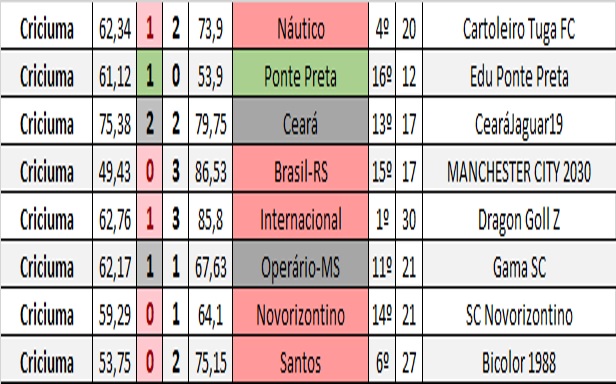 Criciuma 62,34 1 2 73,9 Náutico 4º 20 Cartoleiro Tuga FC
Criciuma 61,12 1 0 53,9 Ponte Preta 16º 12 Edu Ponte Preta
Criciuma 75,38 2 2 79,75 Ceará 13º 17 CearáJaguar19
Criciuma 49,43 0 3 86,53 Brasil-RS 15º 17 MANCHESTER CITY 2030
Criciuma 62,76 1 3 85,8 Internacional 1º 30 Dragon Goll Z
Criciuma 62,17 1 1 67,63 Operário-MS 11º 21 Gama SC
Criciuma 59,29 0 1 64,1 Novorizontino 14º 21 SC Novorizontino
Criciuma 53,75 0 2 75,15 Santos 6º 27 Bicolor 1988